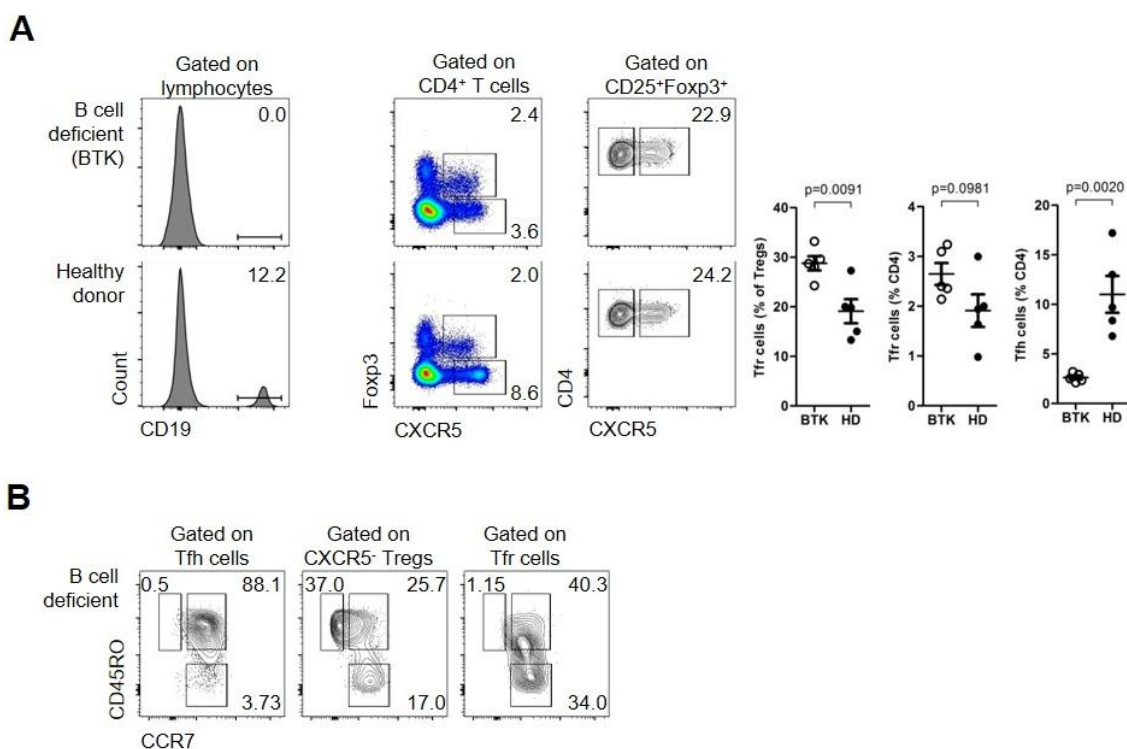 A
Gated on
lymphocytes
B cell
deficient
(BTK)
0.0
Healthy
donor
12.2
Count
CD19
Gated on
CD4⁺ T cells
2.4
3.6
2.0
8.6
Foxp3
CXCR5
Gated on
CD25⁺Foxp3⁺
22.9
24.2
CD4
CXCR5
p=0.0091
40
30
20
10
0
Tfr cells (% of Tregs)
BTK HD
p=0.0981
4
3
2
1
0
Tfr cells (% CD4)
BTK HD
p=0.0020
20
15
10
5
0
Tfh cells (% CD4)
BTK HD
B
B cell
deficient
Gated on
Tfh cells
0.5 88.1
3.73
CD45RO
CCR7
Gated on
CXCR5⁻ Tregs
37.0 25.7
17.0
Gated on
Tfr cells
1.15 40.3
34.0